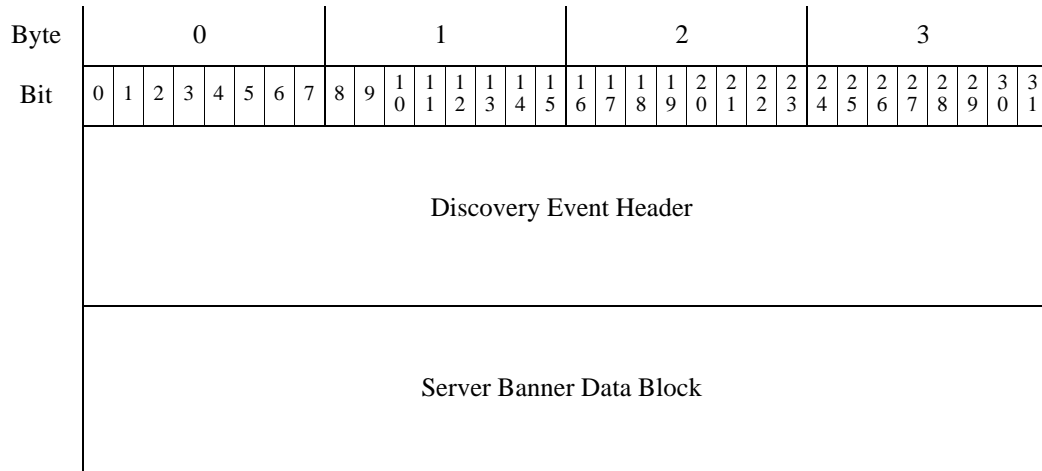 Byte 0 1 2 3
Bit 0 1 2 3 4 5 6 7 8 9 10 11 12 13 14 15 16 17 18 19 20 21 22 23 24 25 26 27 28 29 30 31
Discovery Event Header
Server Banner Data Block